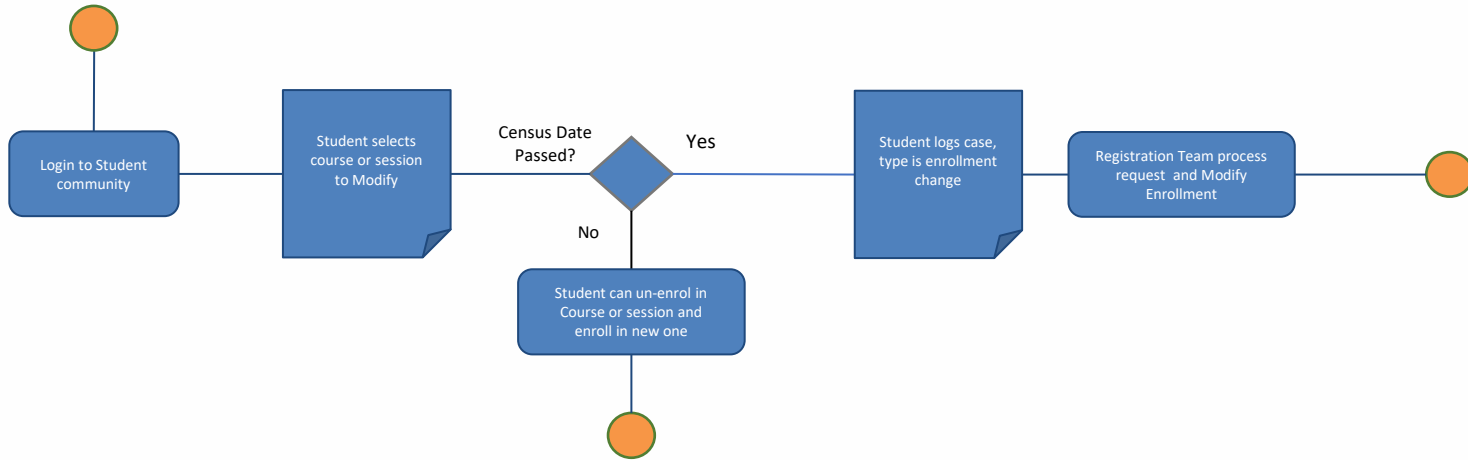 Login to Student
community
Student selects
course or session
to Modify
Census Date
Passed?
Yes
No
Student can un-enrol in
Course or session and
enroll in new one
Student logs case,
type is enrollment
change
Registration Team process
request and Modify
Enrollment